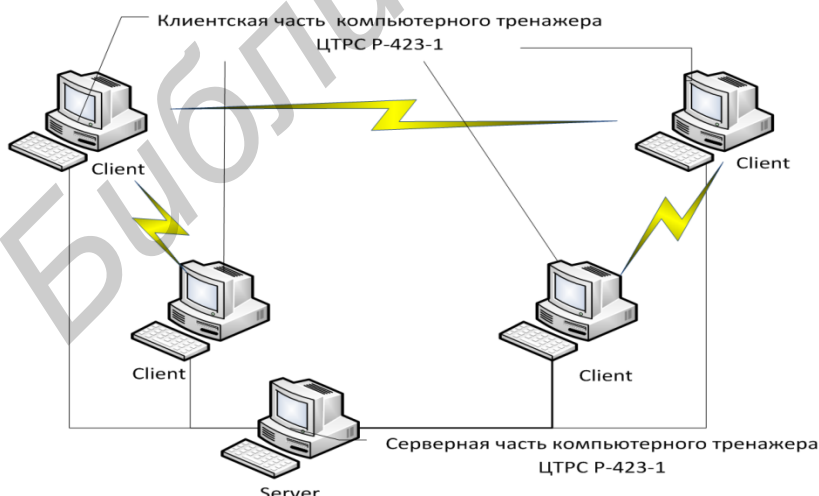 Клиентская часть компьютерного тренажера
ЦТРС Р-423-1
Client
Client
Client
Client
Серверная часть компьютерного тренажера
ЦТРС Р-423-1
Server
Библи